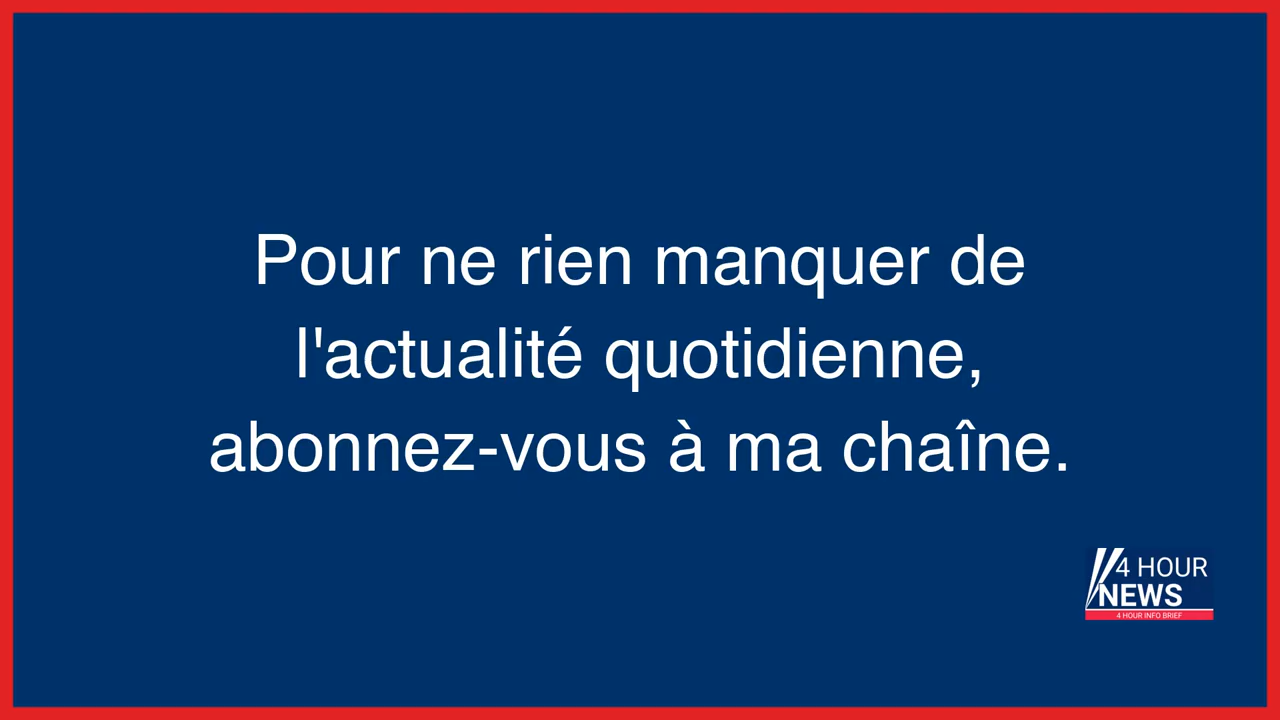 Pour ne rien manquer de
l'actualité quotidienne,
abonnez-vous à ma chaîne.
4 HOUR
NEWS
4 HOUR INFO BRIEF